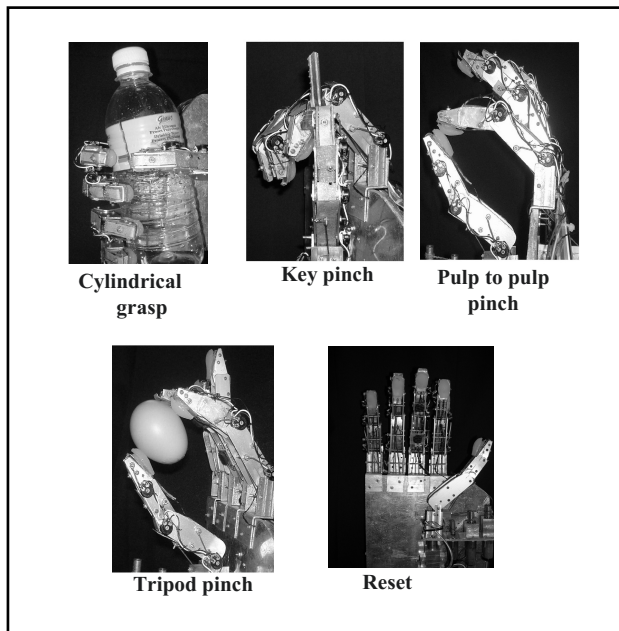 Cylindrical
grasp
Key pinch
Pulp to pulp
pinch
Tripod pinch
Reset